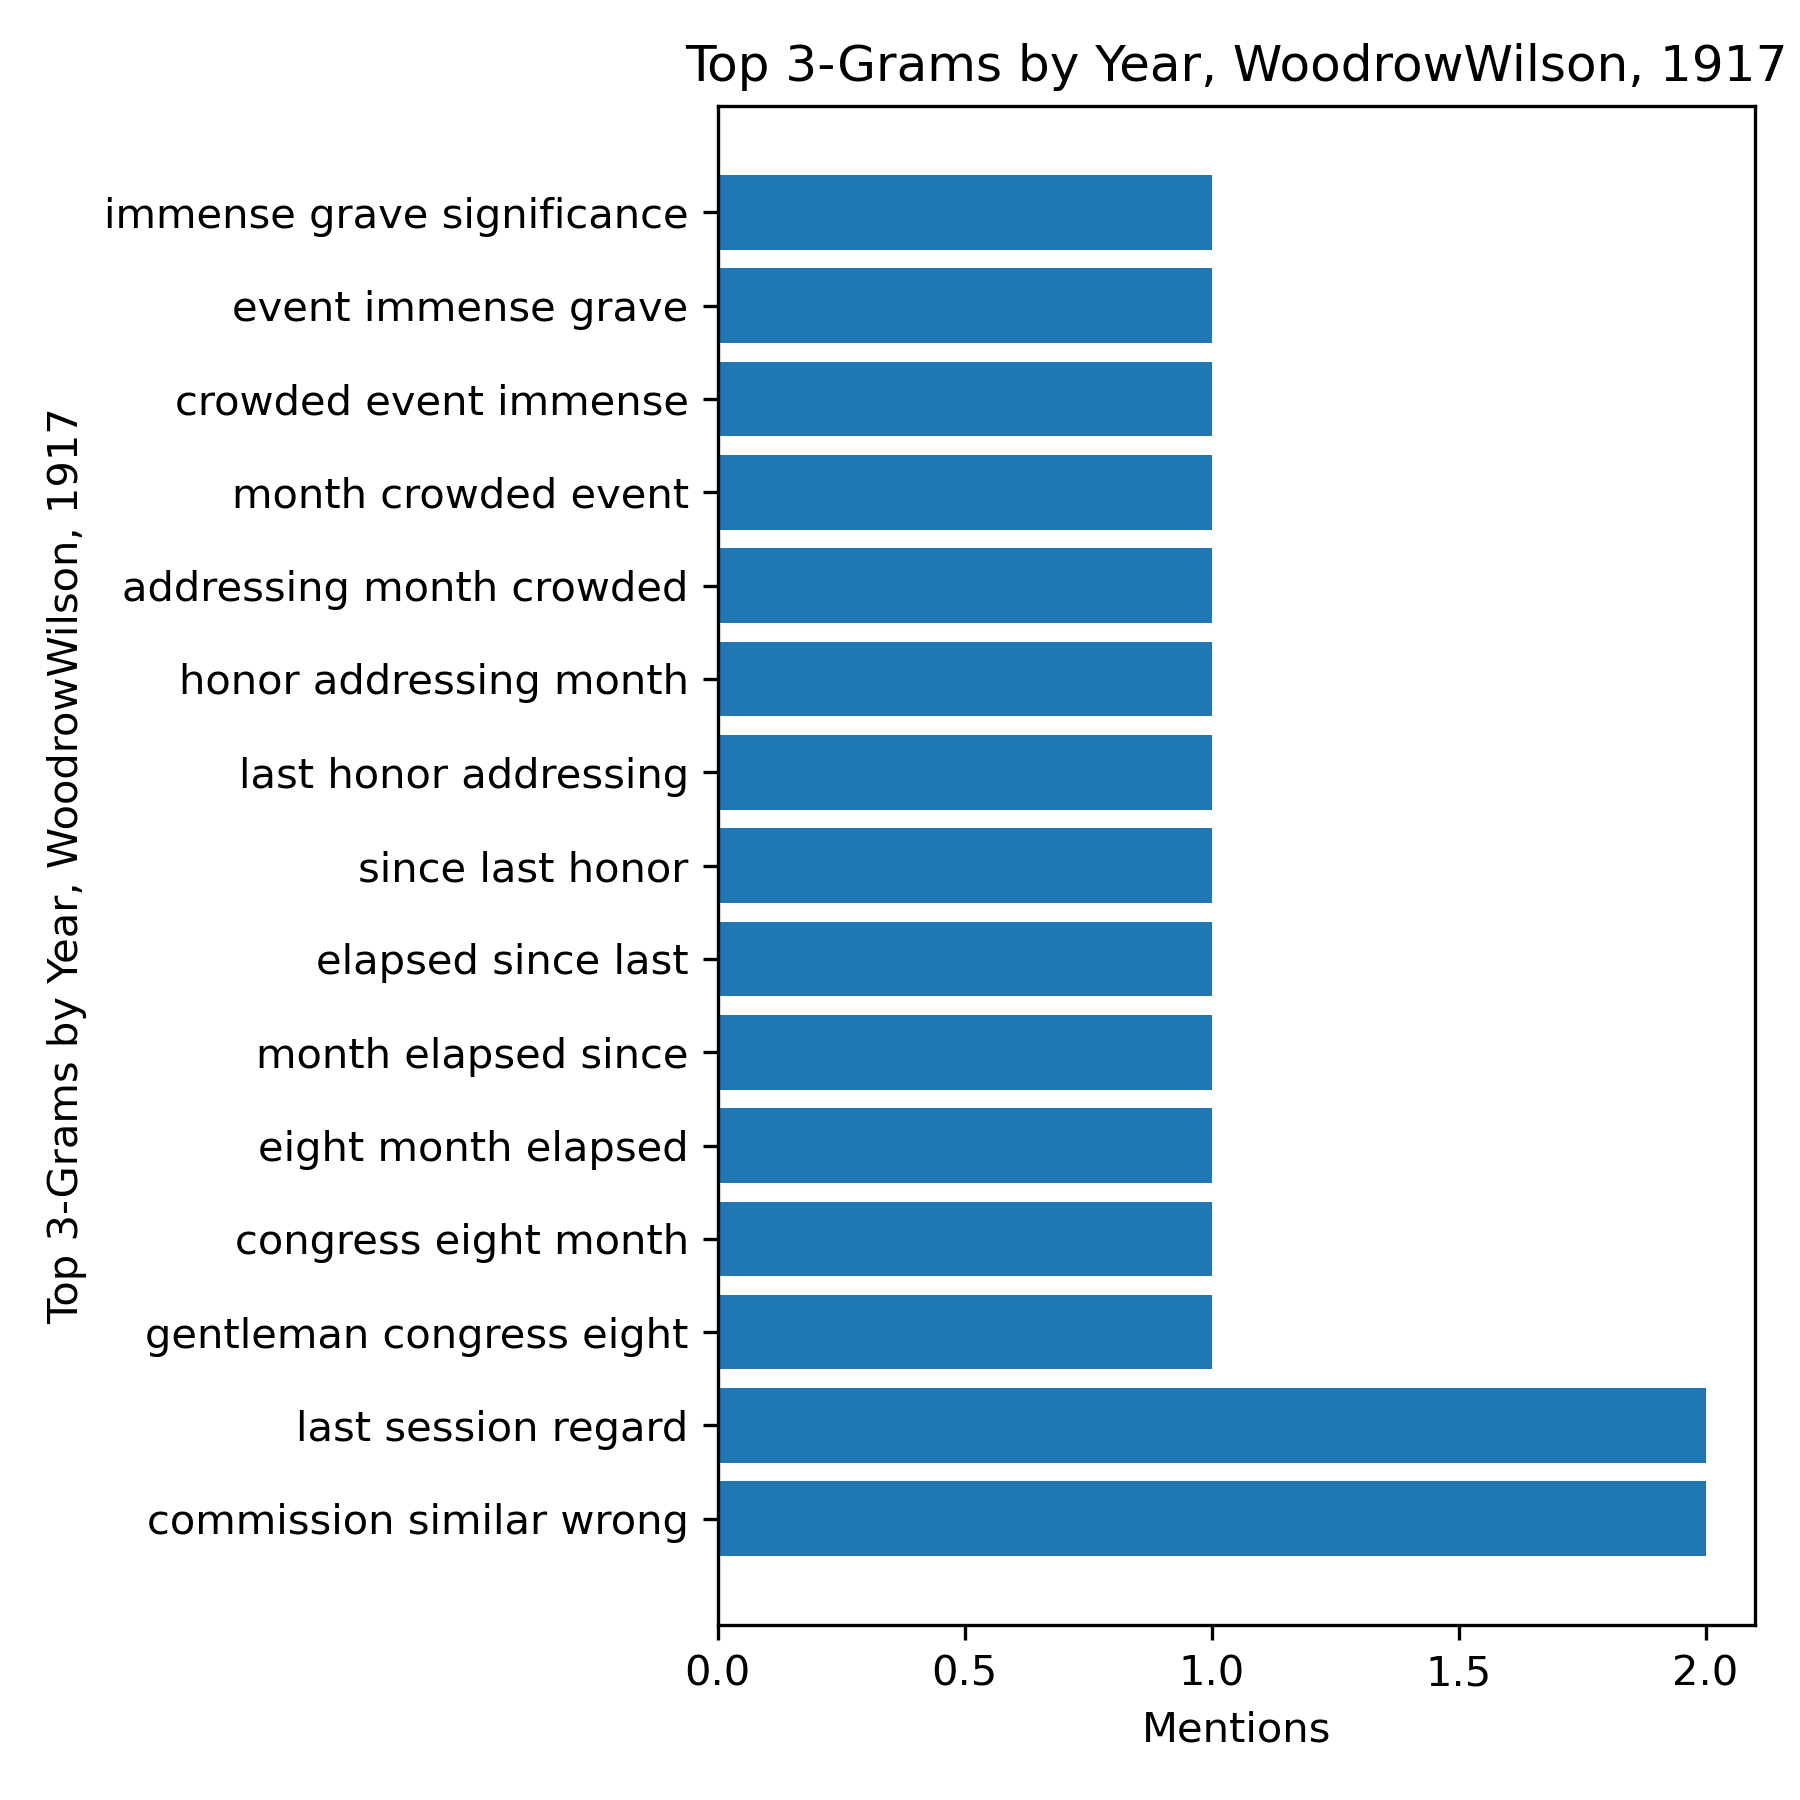 Top 3-Grams by Year, WoodrowWilson, 1917
Top 3-Grams by Year, WoodrowWilson, 1917
immense grave significance
event immense grave
crowded event immense
month crowded event
addressing month crowded
honor addressing month
last honor addressing
since last honor
elapsed since last
month elapsed since
eight month elapsed
congress eight month
gentleman congress eight
last session regard
commission similar wrong
0.0 0.5 1.0 1.5 2.0
Mentions